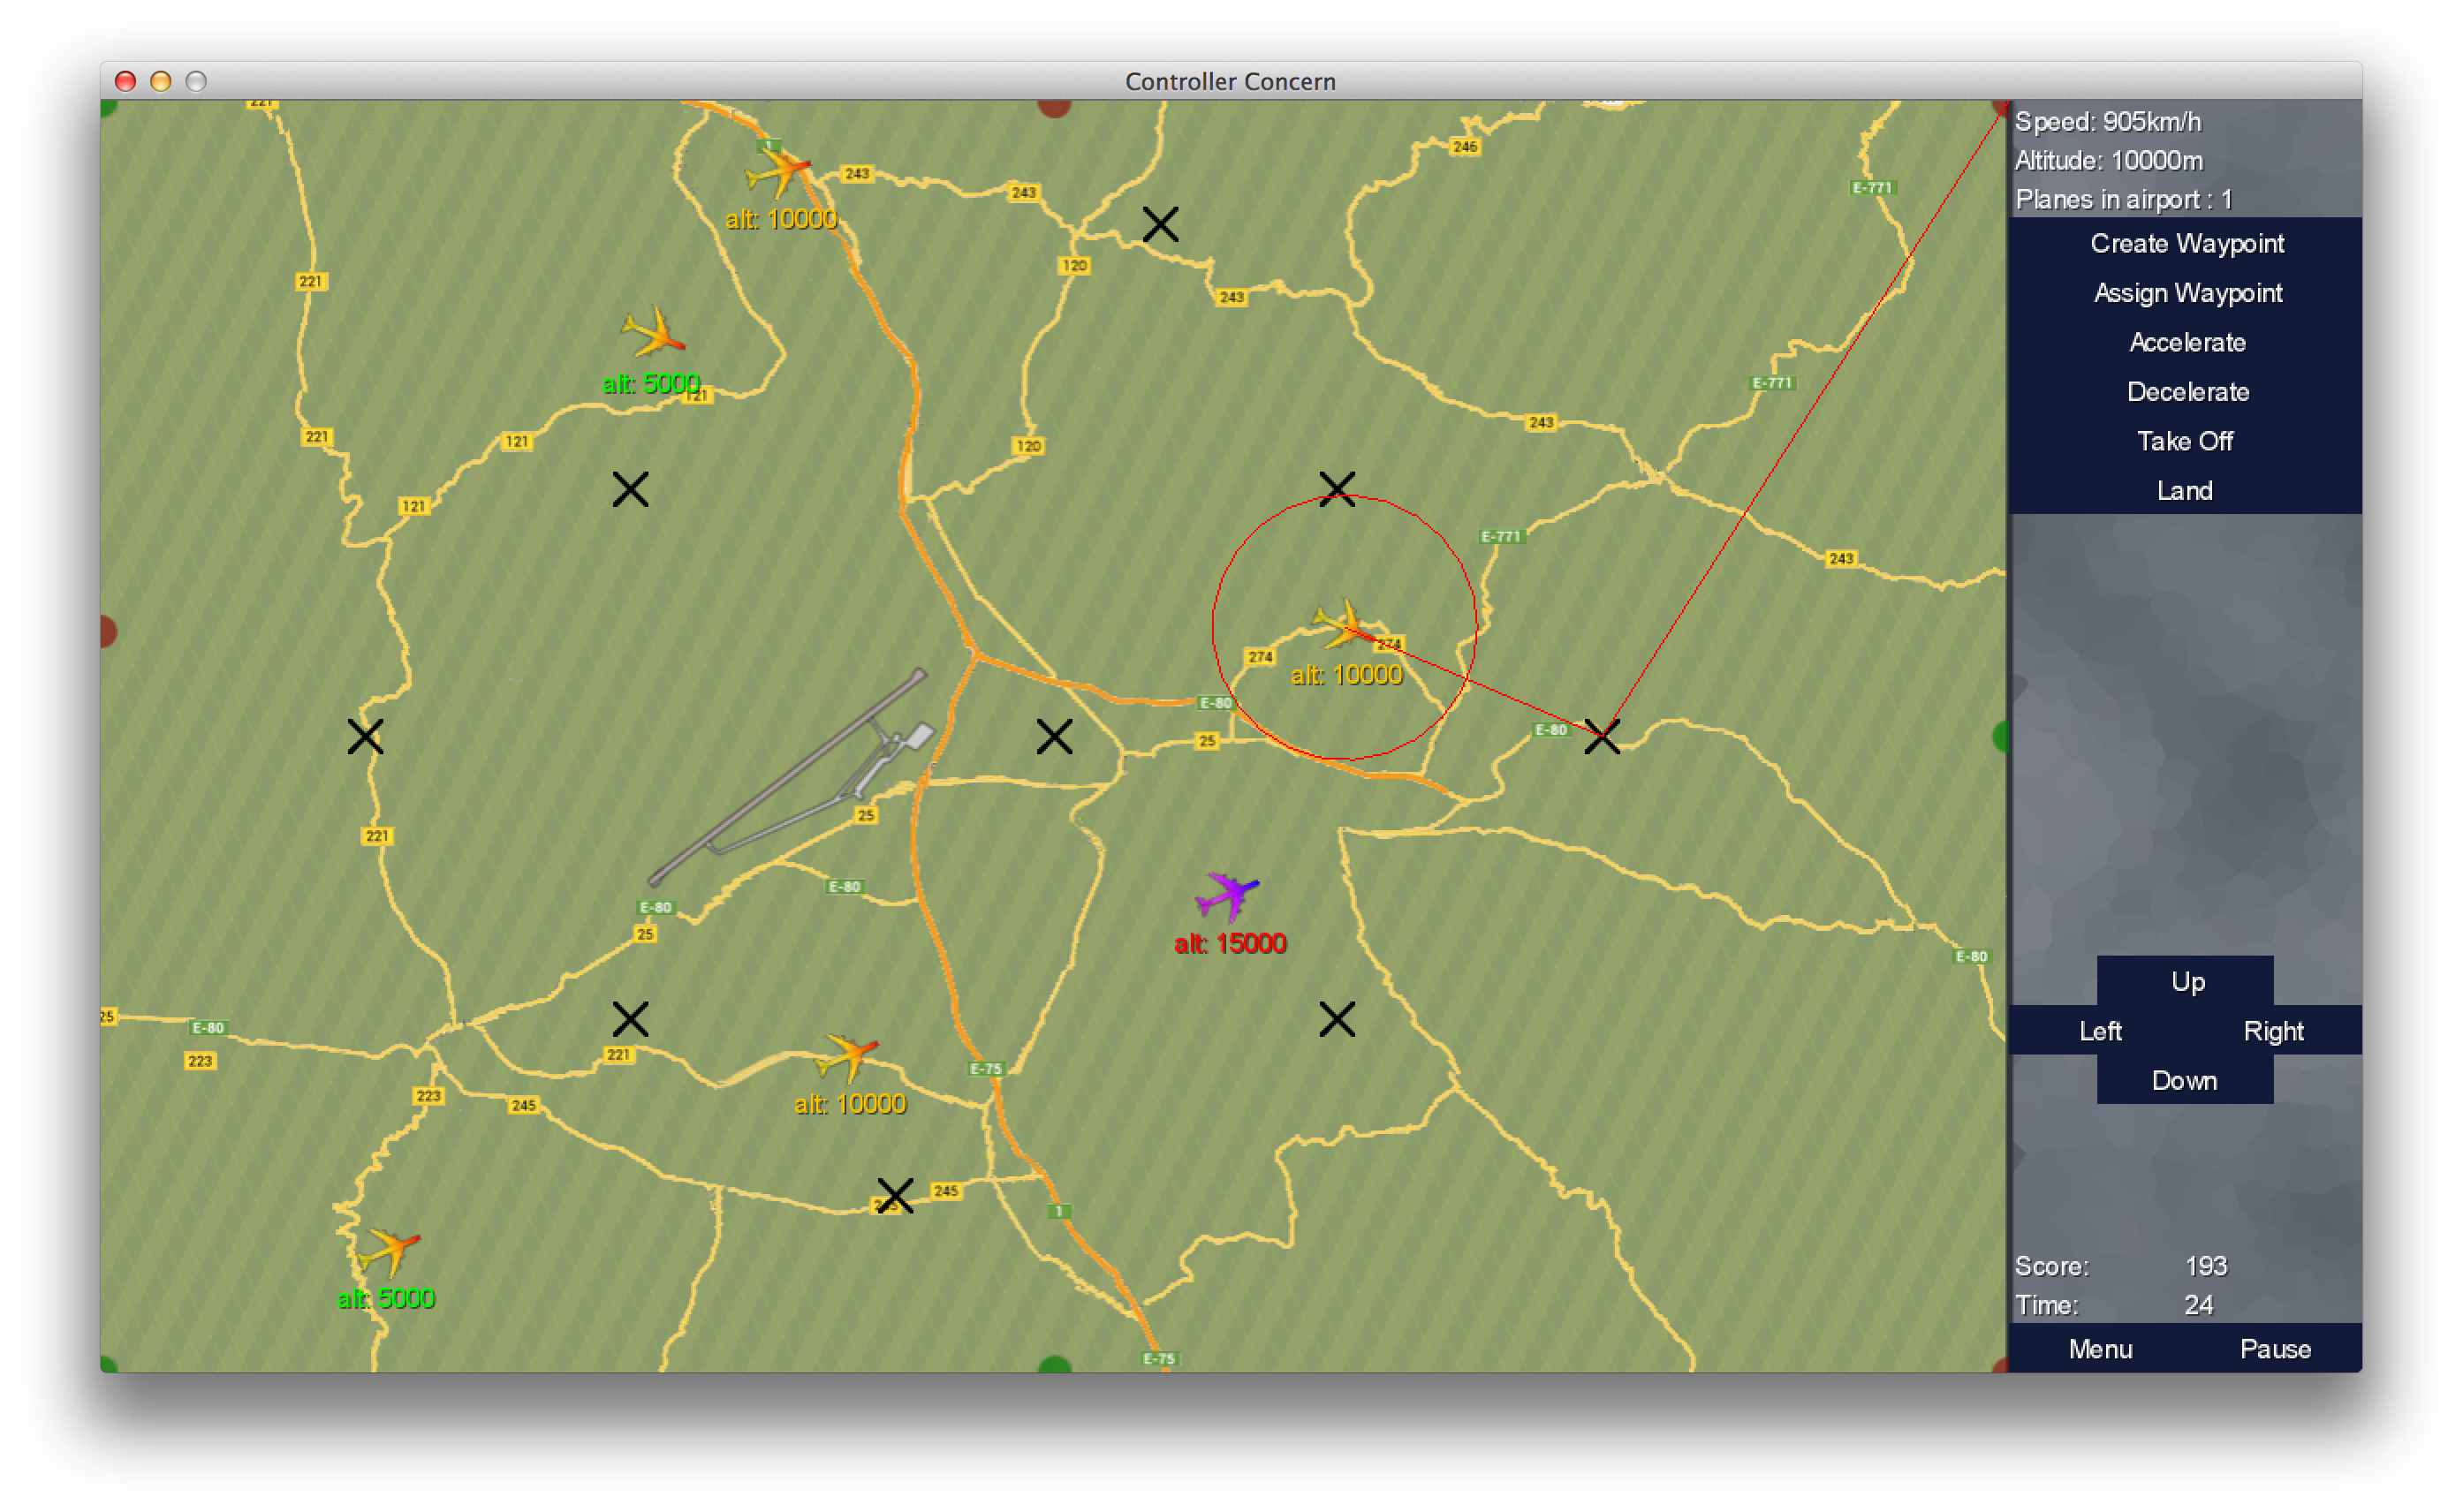 Controller Concern
221
1
243
243
246
E-771
alt: 10000
120
221
243
alt: 5000
121
E-771
243
221
121
120
121
E-771
243
274
274
alt: 10000
E-80
E-80
25
25
221
E-80
E-80
25
alt: 15000
E-80
25
E-80
223
221
E-75
223
245
alt: 10000
245
1
alt: 5000
E-75
Speed: 905km/h
Altitude: 10000m
Planes in airport : 1
Create Waypoint
Assign Waypoint
Accelerate
Decelerate
Take Off
Land
Up
Left Right
Down
Score: 193
Time: 24
Menu Pause